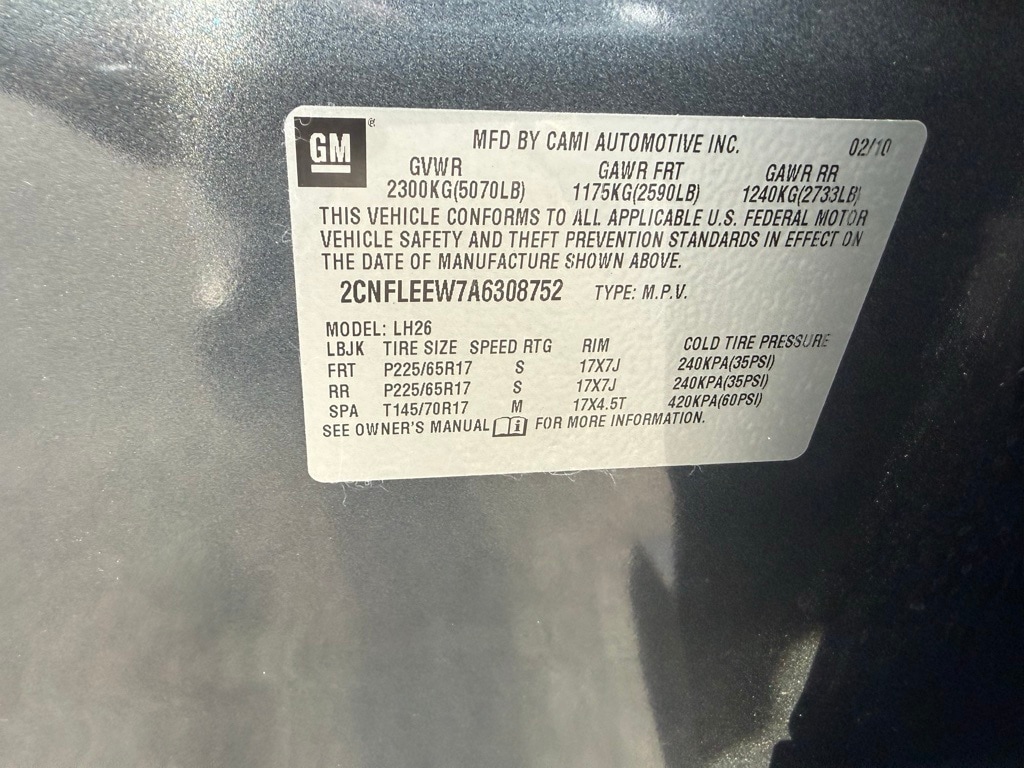 GM ®
MFD BY CAMI AUTOMOTIVE INC. 02/10
GVWR GAWR FRT GAWR RR
2300KG(5070LB) 1175KG(2590LB) 1240KG(2733LB)
THIS VEHICLE CONFORMS TO ALL APPLICABLE U.S. FEDERAL MOTOR
VEHICLE SAFETY AND THEFT PREVENTION STANDARDS IN EFFECT ON
THE DATE OF MANUFACTURE SHOWN ABOVE.
2CNFLEEW7A6308752 TYPE: M.P.V.
MODEL: LH26
LBJK TIRE SIZE SPEED RTG RIM COLD TIRE PRESSURE
FRT P225/65R17 S 17X7J 240KPA(35PSI)
RR P225/65R17 S 17X7J 240KPA(35PSI)
SPA T145/70R17 M 17X4.5T 420KPA(60PSI)
SEE OWNER'S MANUAL FOR MORE INFORMATION.